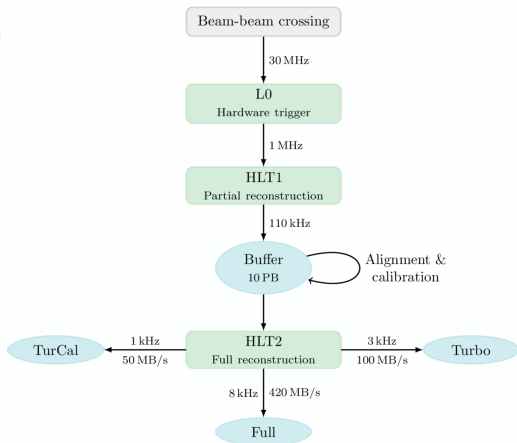 Beam-beam crossing
30 MHz
L0
Hardware trigger
1 MHz
HLT1
Partial reconstruction
110 kHz
Buffer
10 PB
Alignment &
calibration
TurCal
1 kHz
50 MB/s
HLT2
Full reconstruction
3 kHz
100 MB/s
Turbo
8 kHz
420 MB/s
Full